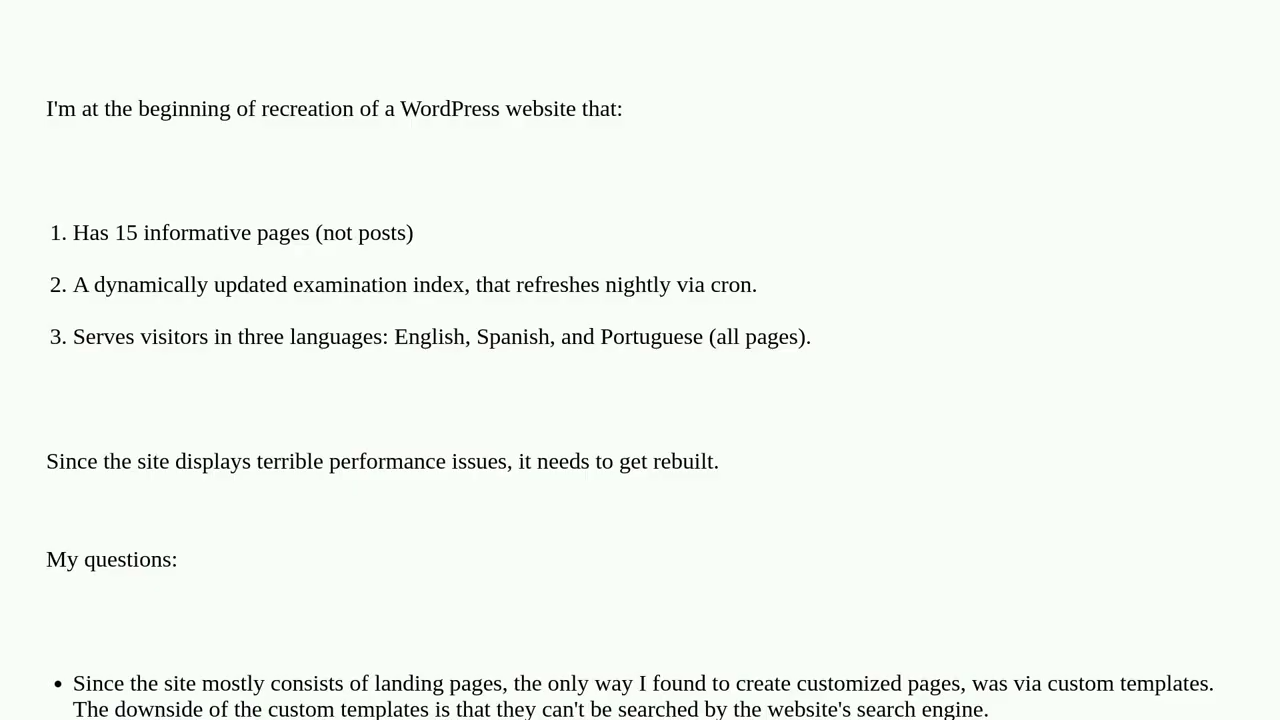 I'm at the beginning of recreation of a WordPress website that:
1. Has 15 informative pages (not posts)
2. A dynamically updated examination index, that refreshes nightly via cron.
3. Serves visitors in three languages: English, Spanish, and Portuguese (all pages).
Since the site displays terrible performance issues, it needs to get rebuilt.
My questions:
• Since the site mostly consists of landing pages, the only way I found to create customized pages, was via custom templates.
The downside of the custom templates is that they can't be searched by the website's search engine.